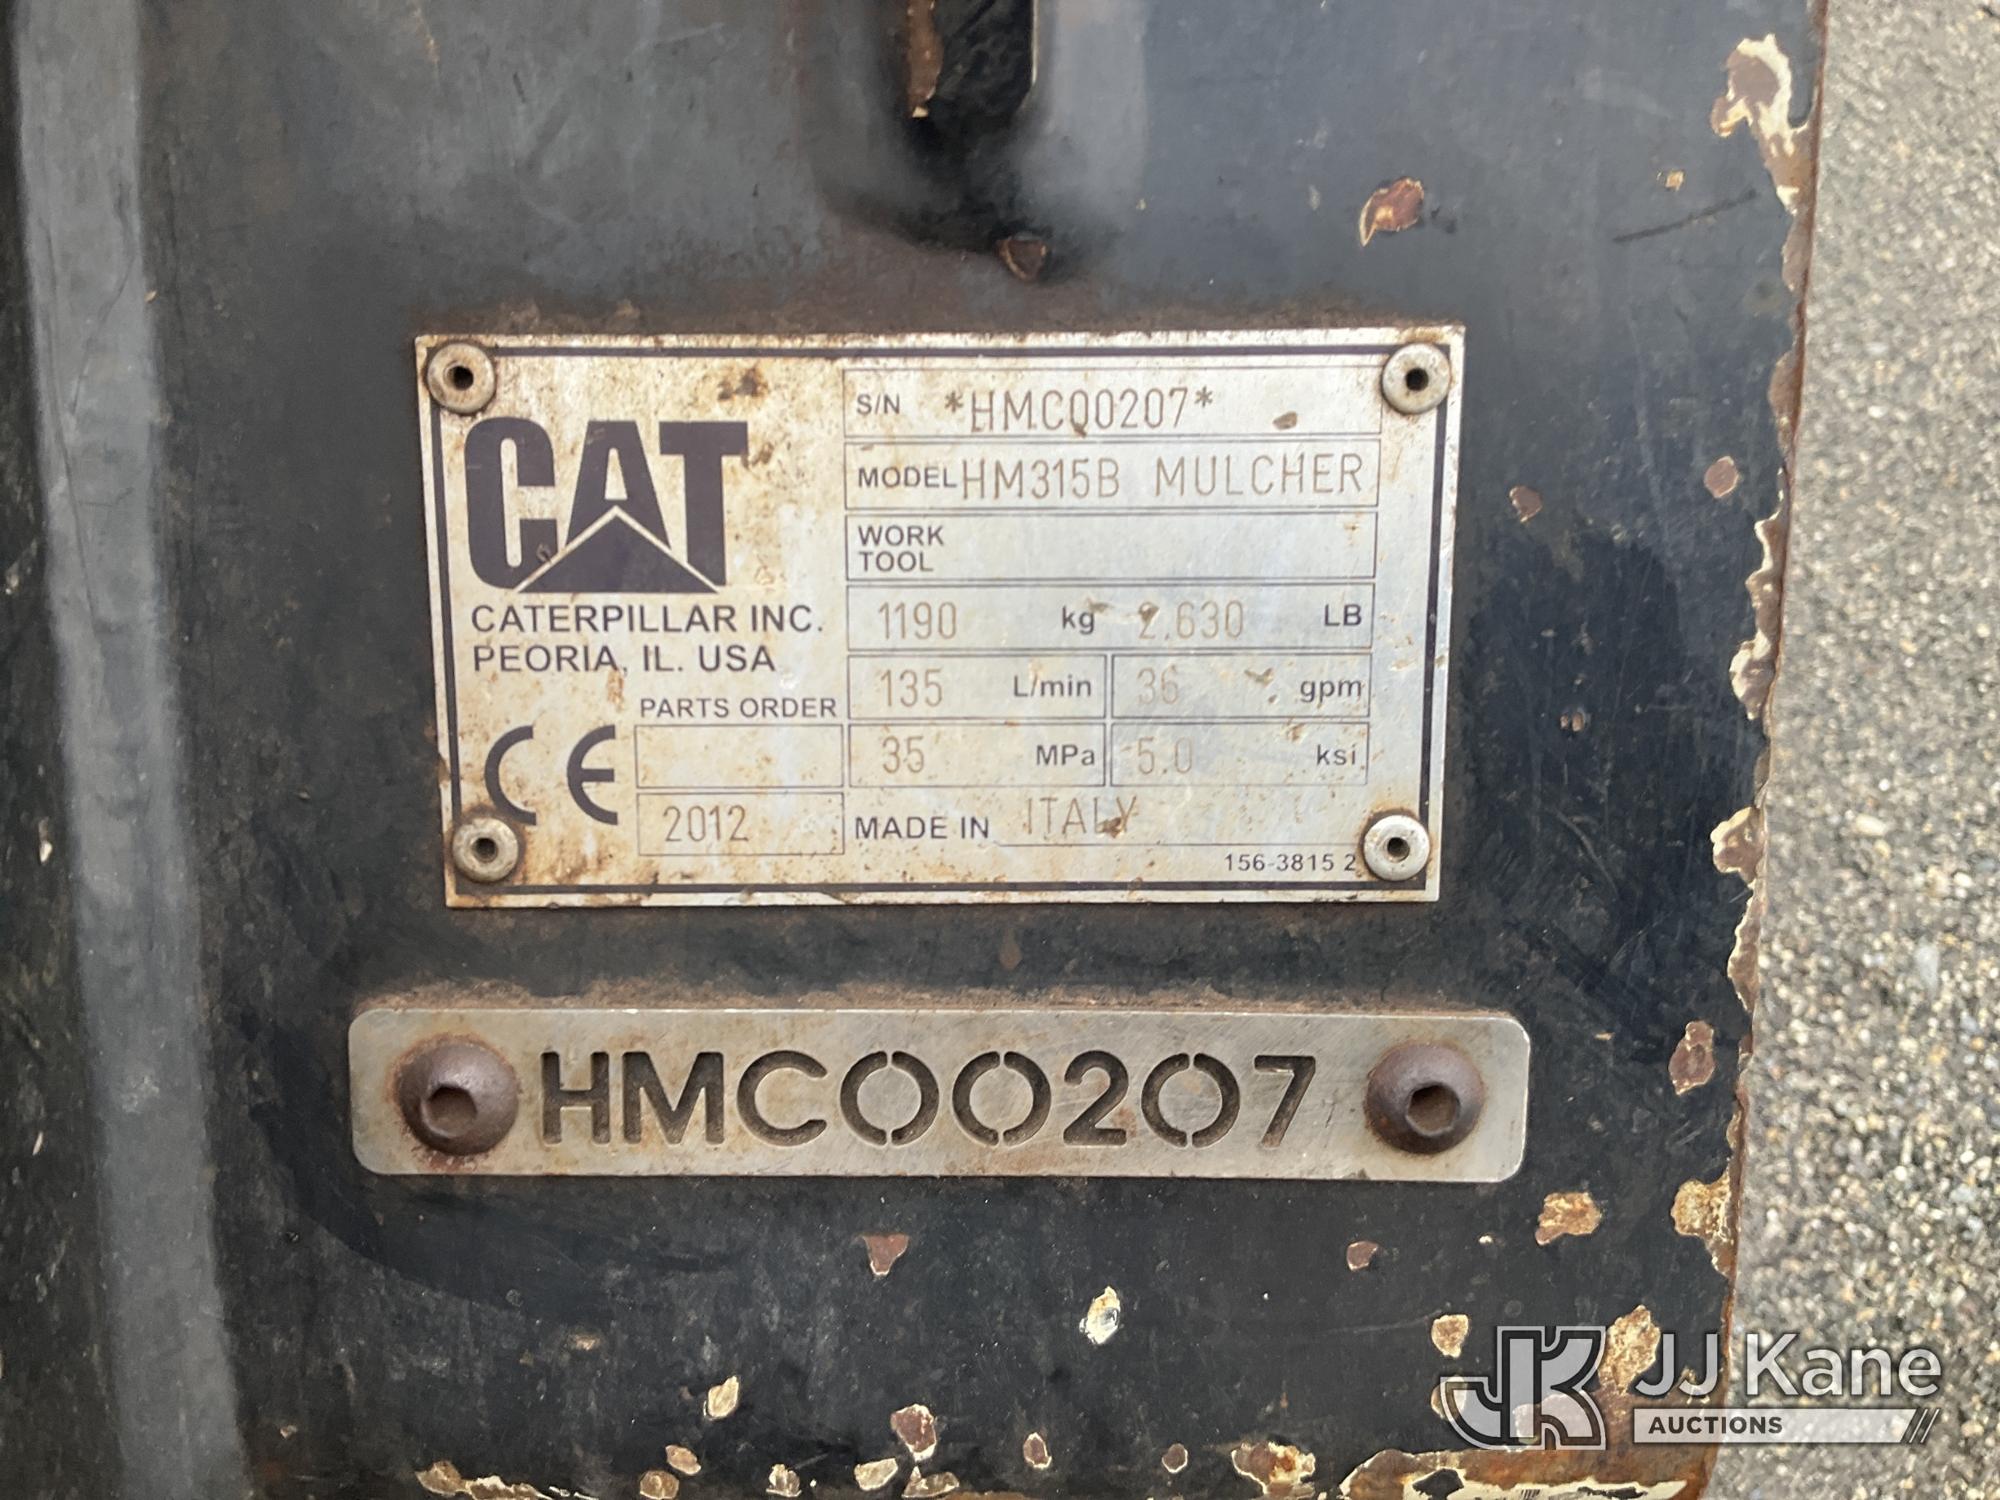 CAT
CATERPILLAR INC.
PEORIA, IL. USA
S/N *HMC00207*
MODEL HM315B MULCHER
WORK
TOOL
1190 kg 2,630 LB
135 L/min 36 gpm
35 MPa 5.0 ksi
PARTS ORDER
CE
2012
MADE IN ITALY
156-3815 2
HMC00207
JK JJ Kane
AUCTIONS